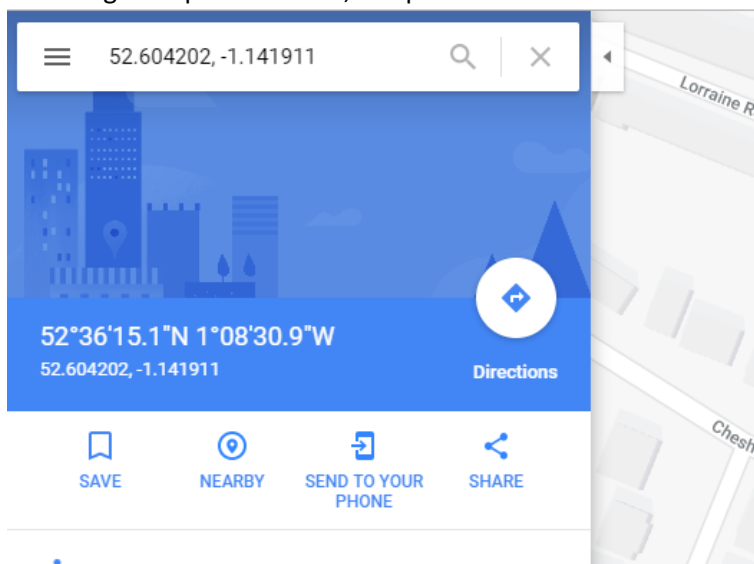 52.604202, -1.141911
Lorraine R
52°36'15.1"N 1°08'30.9"W
52.604202, -1.141911
Directions
Chesh
SAVE
NEARBY
SEND TO YOUR
PHONE
SHARE